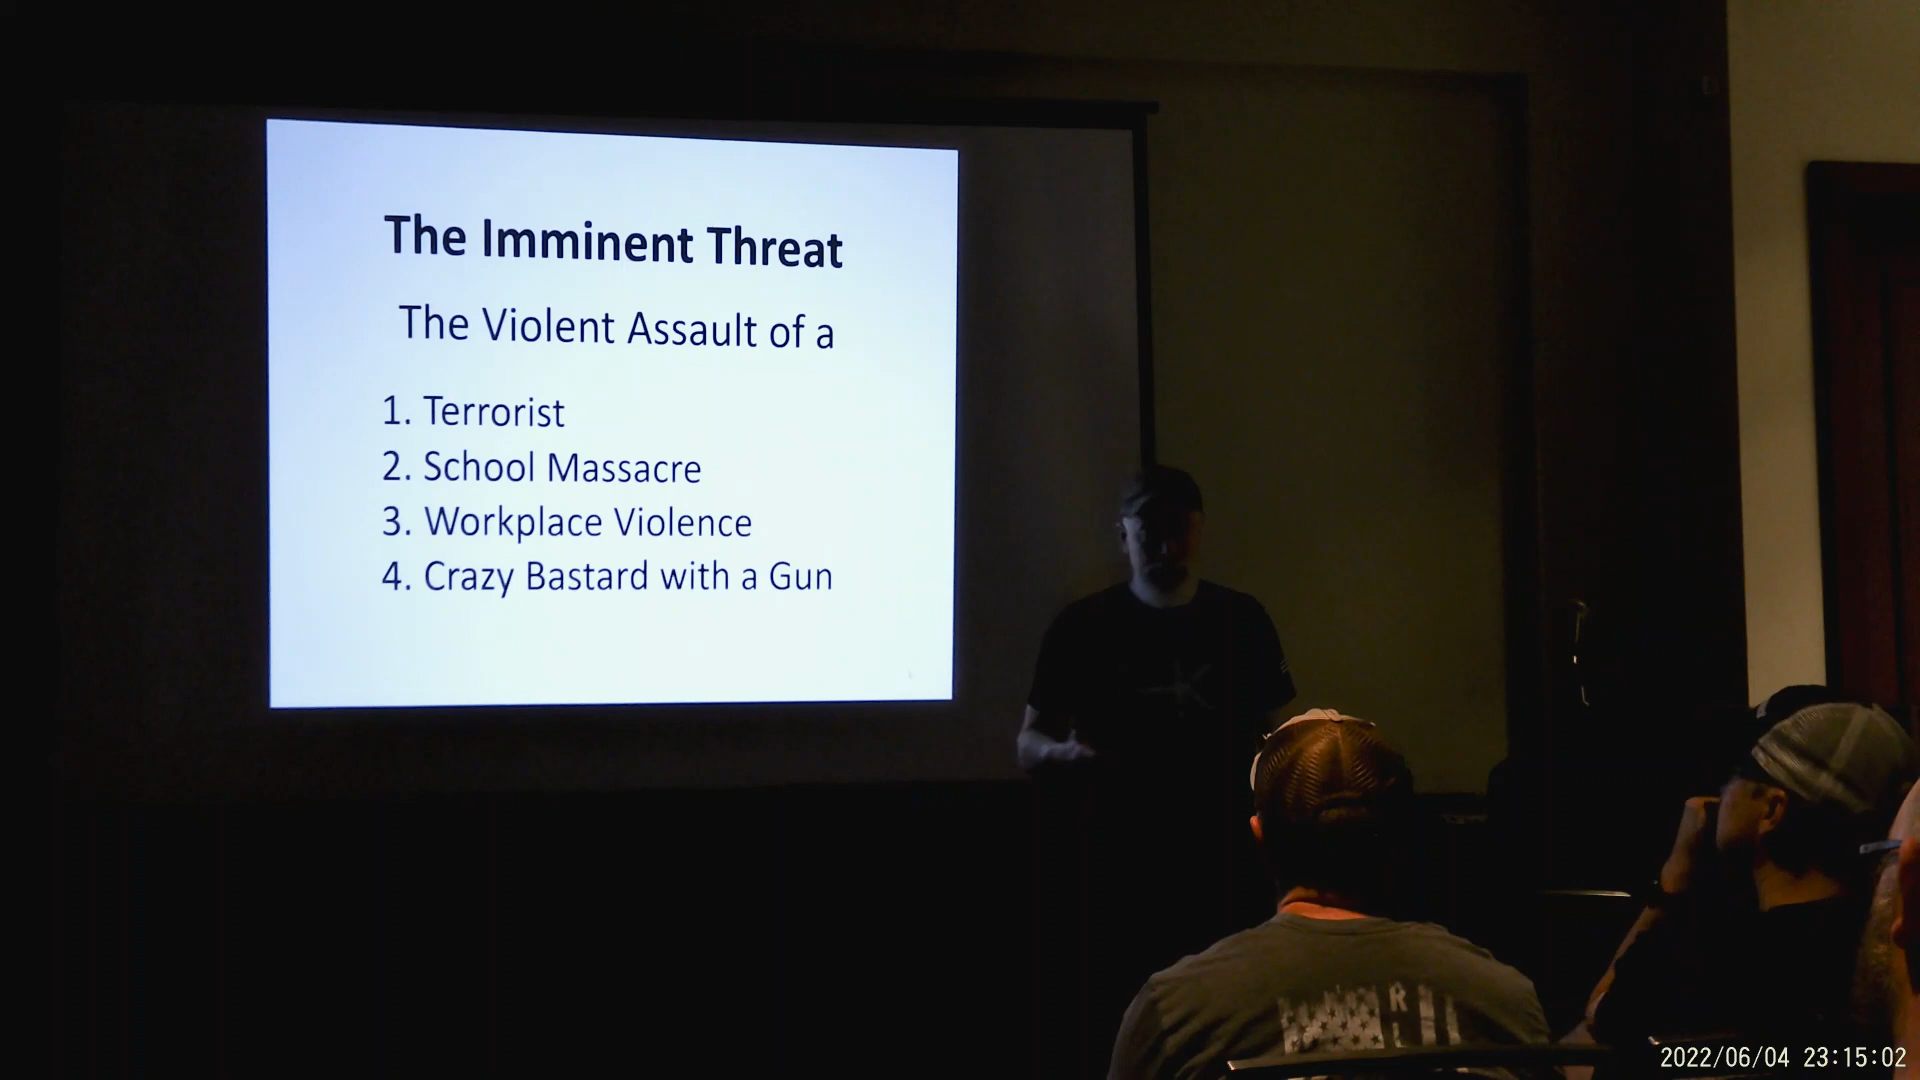 The Imminent Threat
The Violent Assault of a
1. Terrorist
2. School Massacre
3. Workplace Violence
4. Crazy Bastard with a Gun
2022/06/04 23:15:02